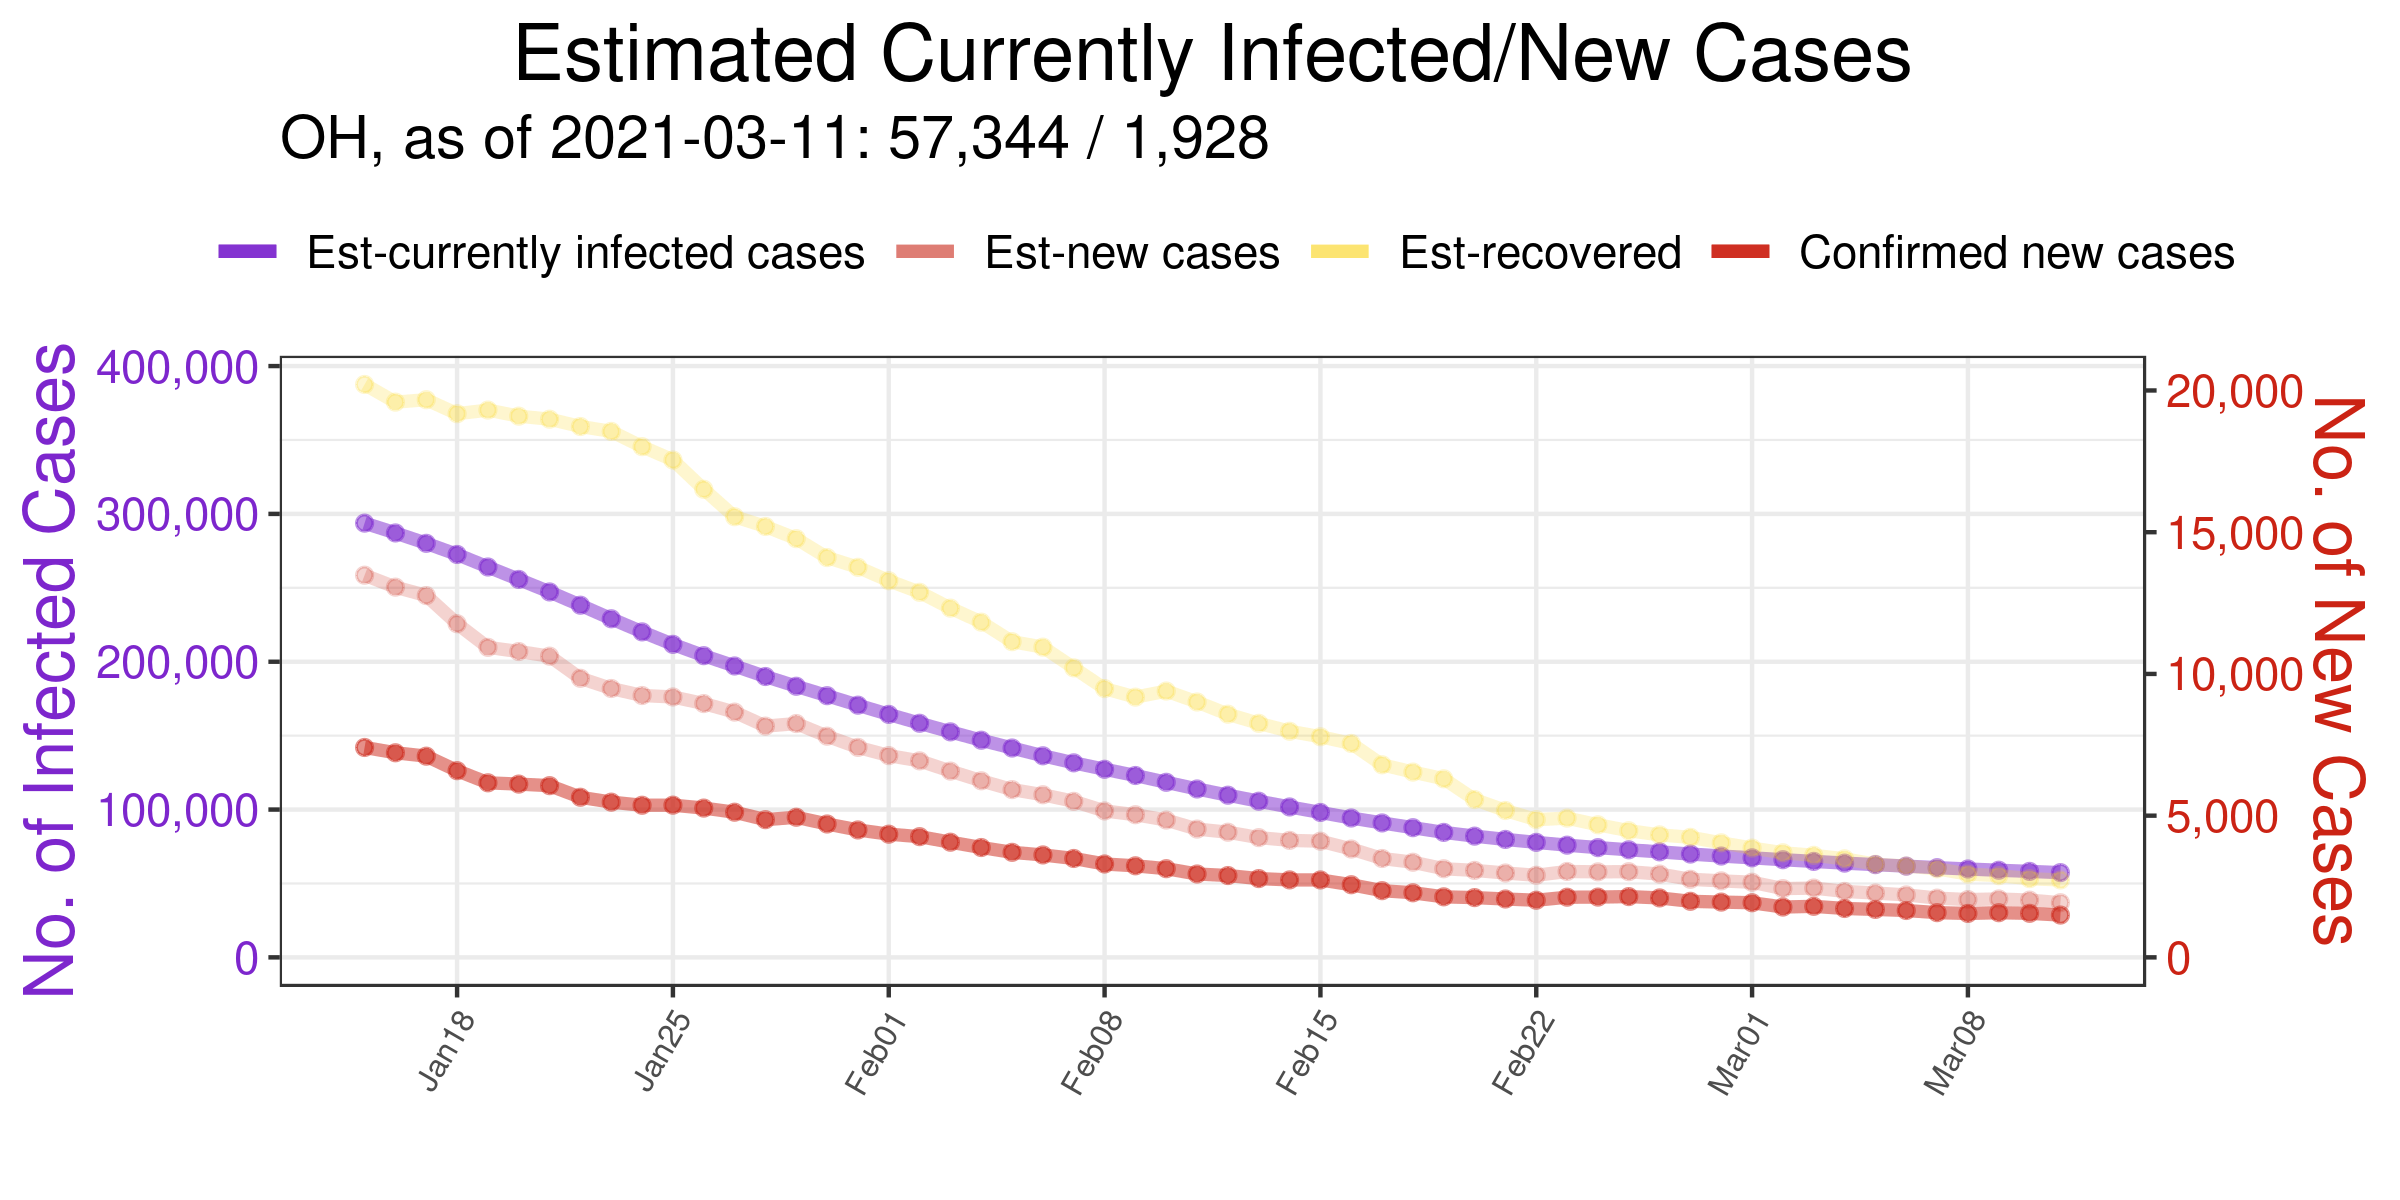 Estimated Currently Infected/New Cases
OH, as of 2021-03-11: 57,344 / 1,928
Est-currently infected cases Est-new cases Est-recovered Confirmed new cases
No. of Infected Cases
400,000
300,000
200,000
100,000
0
20,000
15,000
10,000
5,000
0
No. of New Cases
Jan18 Jan25 Feb01 Feb08 Feb15 Feb22 Mar01 Mar08